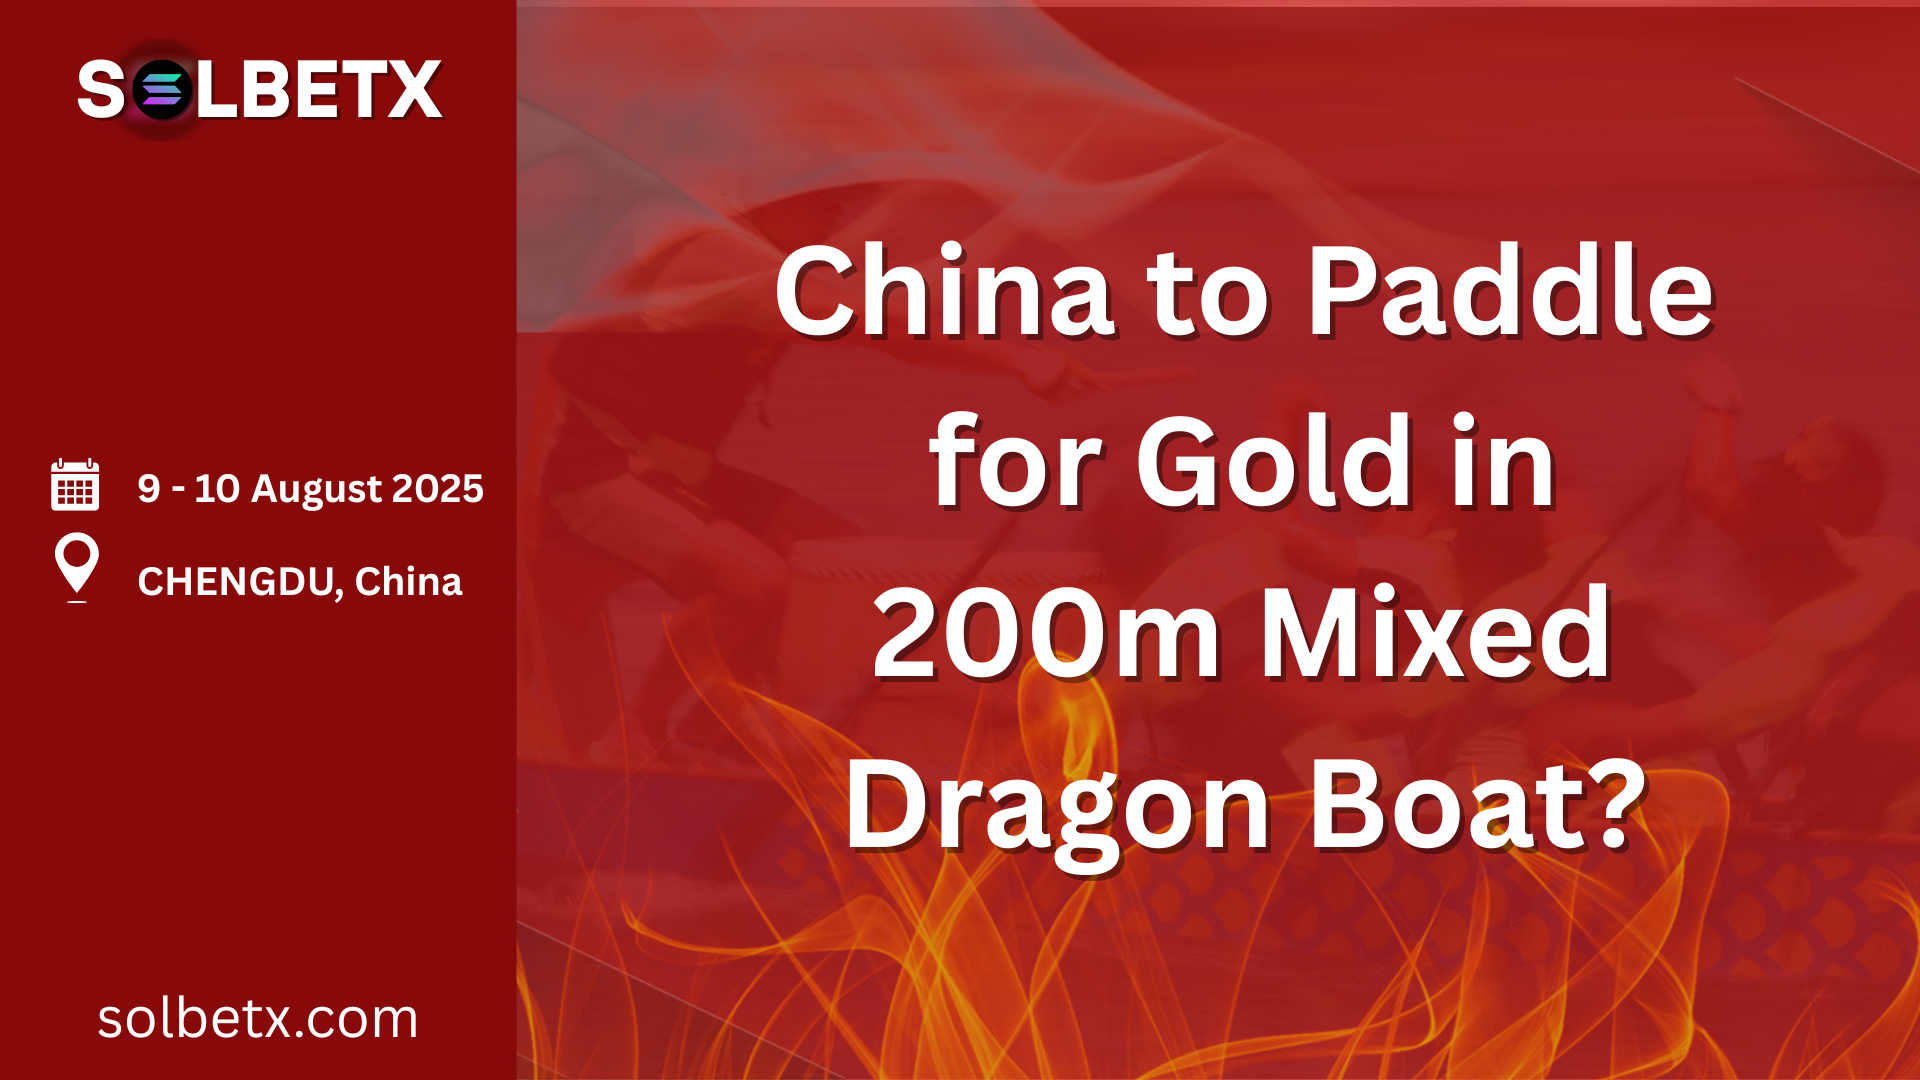 SOLBETX
9 - 10 August 2025
CHENGDU, China
solbetx.com
China to Paddle
for Gold in
200m Mixed
Dragon Boat?